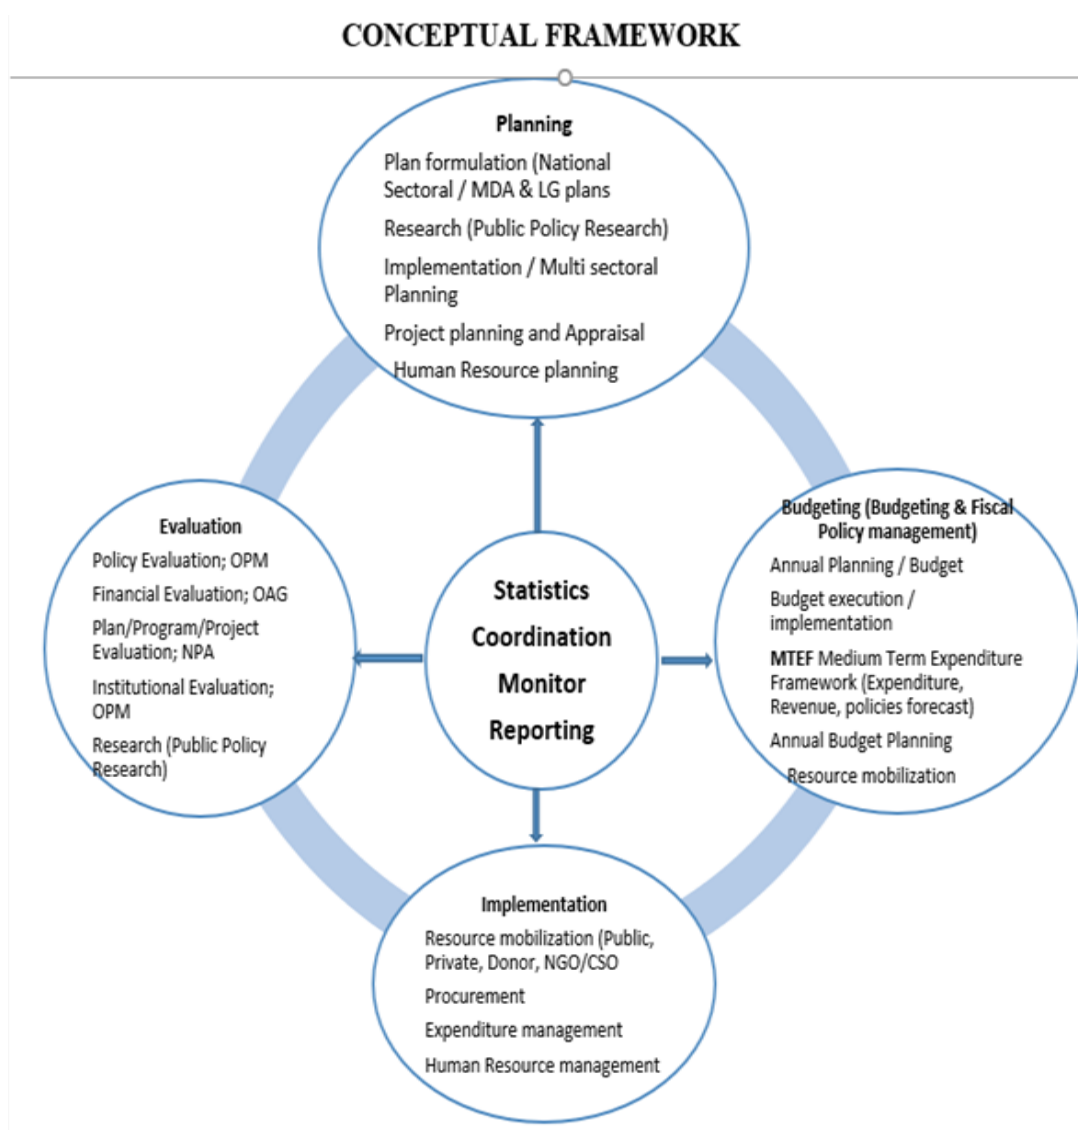 CONCEPTUAL FRAMEWORK
Planning
Plan formulation (National
Sectoral / MDA & LG plans
Research (Public Policy Research)
Implementation / Multi sectoral
Planning
Project planning and Appraisal
Human Resource planning
Evaluation
Policy Evaluation; OPM
Financial Evaluation; OAG
Plan/Program/Project
Evaluation; NPA
Institutional Evaluation;
OPM
Research (Public Policy
Research)
Statistics
Coordination
Monitor
Reporting
Budgeting (Budgeting & Fiscal
Policy management)
Annual Planning / Budget
Budget execution /
implementation
MTEF Medium Term Expenditure
Framework (Expenditure,
Revenue, policies forecast)
Annual Budget Planning
Resource mobilization
Implementation
Resource mobilization (Public,
Private, Donor, NGO/CSO
Procurement
Expenditure management
Human Resource management